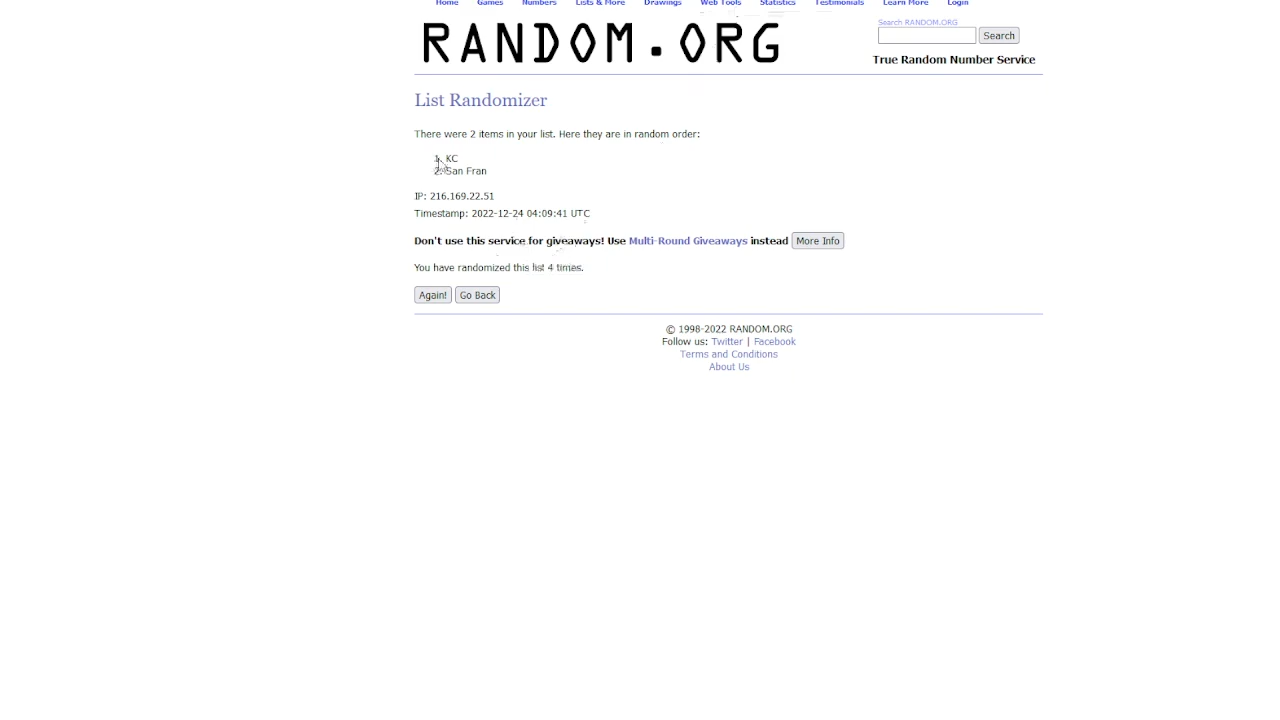 Home Games Numbers Lists & More Drawings Web Tools Statistics Testimonials Learn More Login
RANDOM.ORG
Search RANDOM.ORG
Search
True Random Number Service
List Randomizer
There were 2 items in your list. Here they are in random order:
1. KC
2. San Fran
IP: 216.169.22.51
Timestamp: 2022-12-24 04:09:41 UTC
Don't use this service for giveaways! Use Multi-Round Giveaways instead More Info
You have randomized this list 4 times.
Again! Go Back
© 1998-2022 RANDOM.ORG
Follow us: Twitter | Facebook
Terms and Conditions
About Us